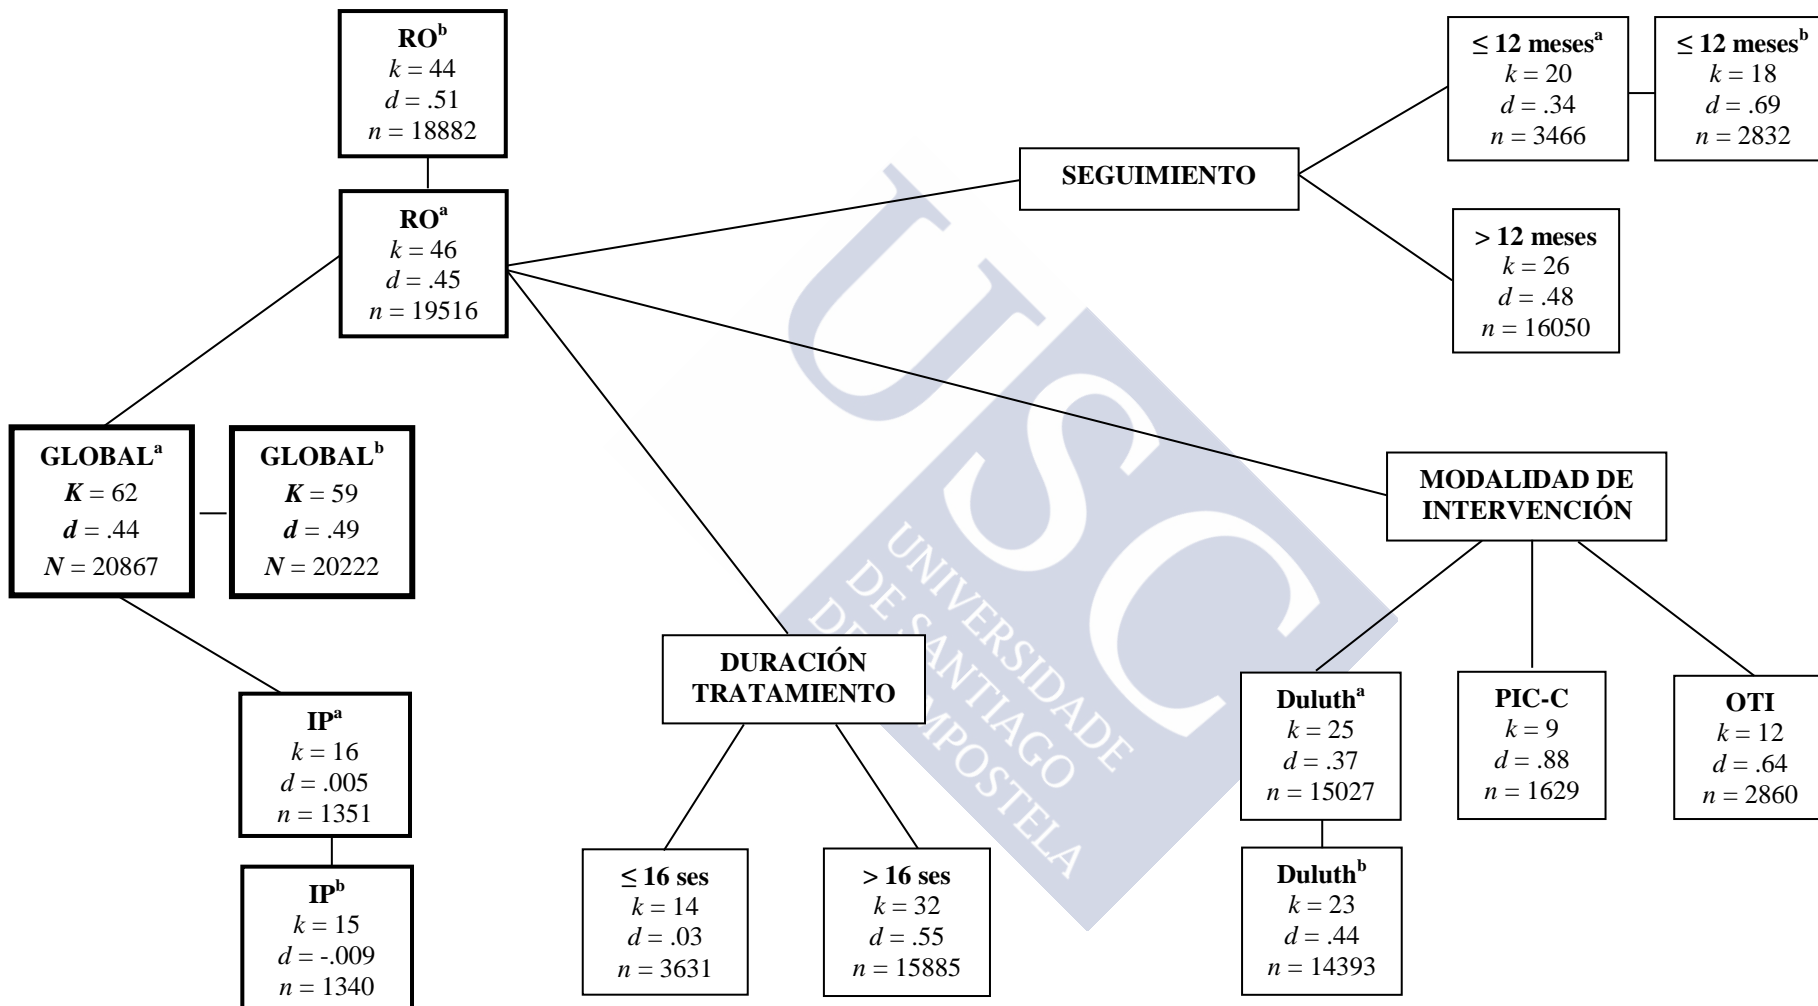 RO^b
k = 44
d = .51
n = 18882
RO^a
k = 46
d = .45
n = 19516
SEGUIMIENTO
≤ 12 meses^a
k = 20
d = .34
n = 3466
≤ 12 meses^b
k = 18
d = .69
n = 2832
> 12 meses
k = 26
d = .48
n = 16050
GLOBAL^a
K = 62
d = .44
N = 20867
GLOBAL^b
K = 59
d = .49
N = 20222
MODALIDAD DE
INTERVENCIÓN
DURACIÓN
TRATAMIENTO
IP^a
k = 16
d = .005
n = 1351
IP^b
k = 15
d = -.009
n = 1340
≤ 16 ses
k = 14
d = .03
n = 3631
> 16 ses
k = 32
d = .55
n = 15885
Duluth^a
k = 25
d = .37
n = 15027
Duluth^b
k = 23
d = .44
n = 14393
PIC-C
k = 9
d = .88
n = 1629
OTI
k = 12
d = .64
n = 2860
USC
UNIVERSIDADE
DE SANTIAGO